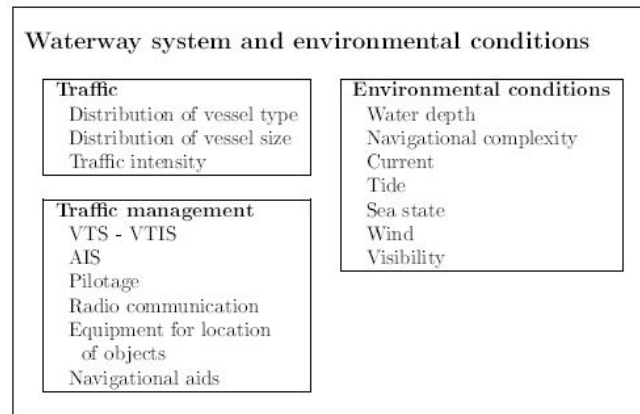 Waterway system and environmental conditions
Traffic
Distribution of vessel type
Distribution of vessel size
Traffic intensity
Traffic management
VTS - VTIS
AIS
Pilotage
Radio communication
Equipment for location
of objects
Navigational aids
Environmental conditions
Water depth
Navigational complexity
Current
Tide
Sea state
Wind
Visibility